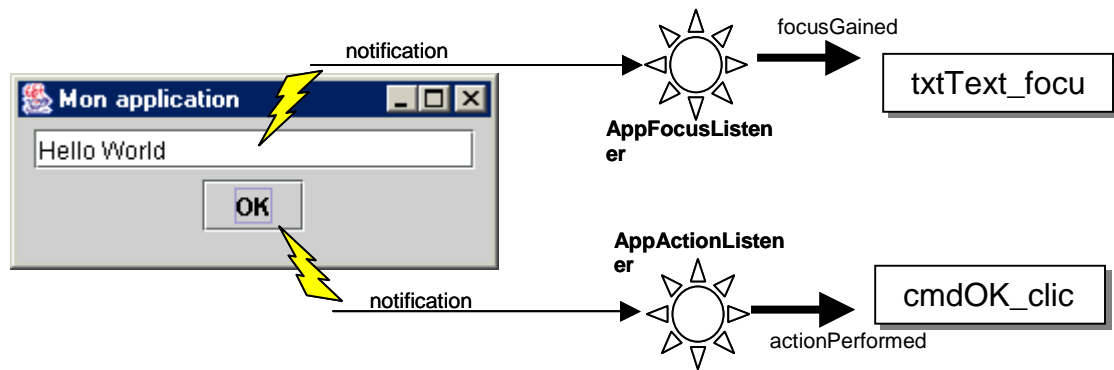 focusGained
notification
txtText_focu
Mon application
AppFocusListen
er
Hello World
OK
AppActionListen
er
notification
cmdOK_clic
actionPerformed